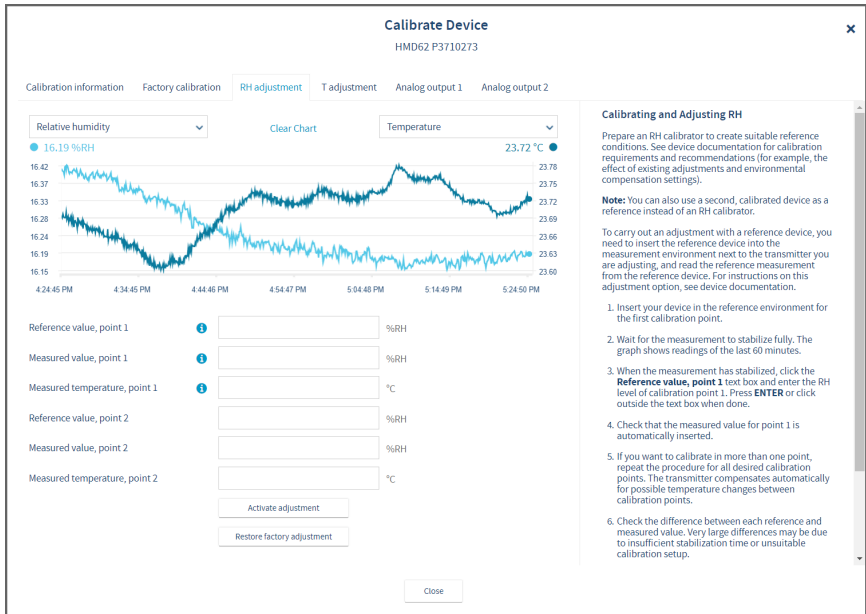 Calibrate Device
HMD62 P3710273
Calibration information
Factory calibration
RH adjustment
T adjustment
Analog output 1
Analog output 2
Relative humidity
Clear Chart
Temperature
16.19 %RH
23.72 °C
16.42
16.37
16.33
16.28
16.24
16.19
16.15
23.78
23.75
23.72
23.69
23.66
23.63
23.60
4:24:45 PM
4:34:45 PM
4:44:46 PM
4:54:47 PM
5:04:48 PM
5:14:49 PM
5:24:50 PM
Reference value, point 1
%RH
Measured value, point 1
%RH
Measured temperature, point 1
°C
Reference value, point 2
%RH
Measured value, point 2
%RH
Measured temperature, point 2
°C
Activate adjustment
Restore factory adjustment
Calibrating and Adjusting RH
Prepare an RH calibrator to create suitable reference
conditions. See device documentation for calibration
requirements and recommendations (for example, the
effect of existing adjustments and environmental
compensation settings).
Note: You can also use a second, calibrated device as a
reference instead of an RH calibrator.
To carry out an adjustment with a reference device, you
need to insert the reference device into the
measurement environment next to the transmitter you
are adjusting, and read the reference measurement
from the reference device. For instructions on this
adjustment option, see device documentation.
1. Insert your device in the reference environment for
the first calibration point.
2. Wait for the measurement to stabilize fully. The
graph shows readings of the last 60 minutes.
3. When the measurement has stabilized, click the
Reference value, point 1 text box and enter the RH
level of calibration point 1. Press ENTER or click
outside the text box when done.
4. Check that the measured value for point 1 is
automatically inserted.
5. If you want to calibrate in more than one point,
repeat the procedure for all desired calibration
points. The transmitter compensates automatically
for possible temperature changes between
calibration points.
6. Check the difference between each reference and
measured value. Very large differences may be due
to insufficient stabilization time or unsuitable
calibration setup.
Close